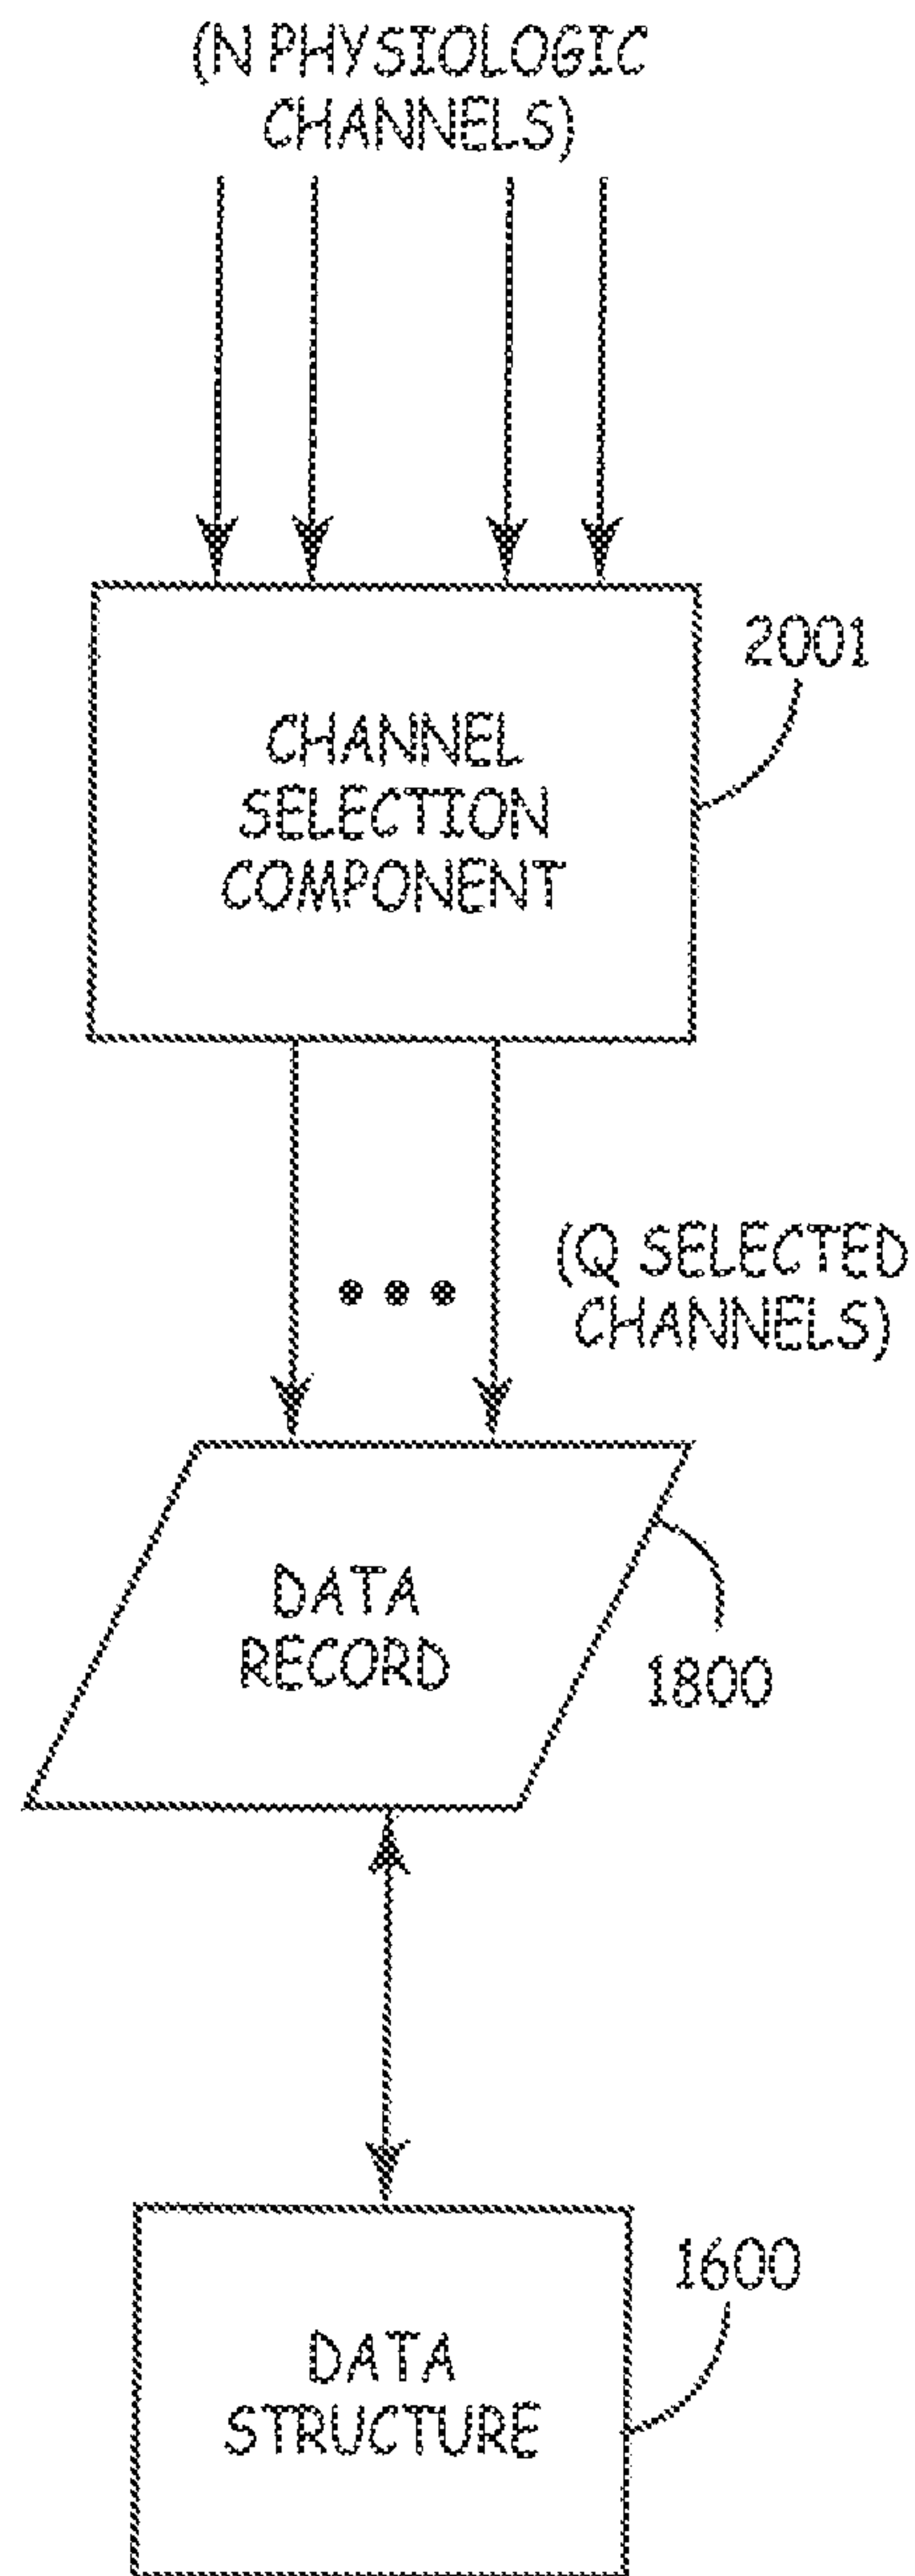 (N PHYSIOLOGIC
CHANNELS)
2001
CHANNEL
SELECTION
COMPONENT
(Q SELECTED
CHANNELS)
DATA
RECORD
1800
1600
DATA
STRUCTURE